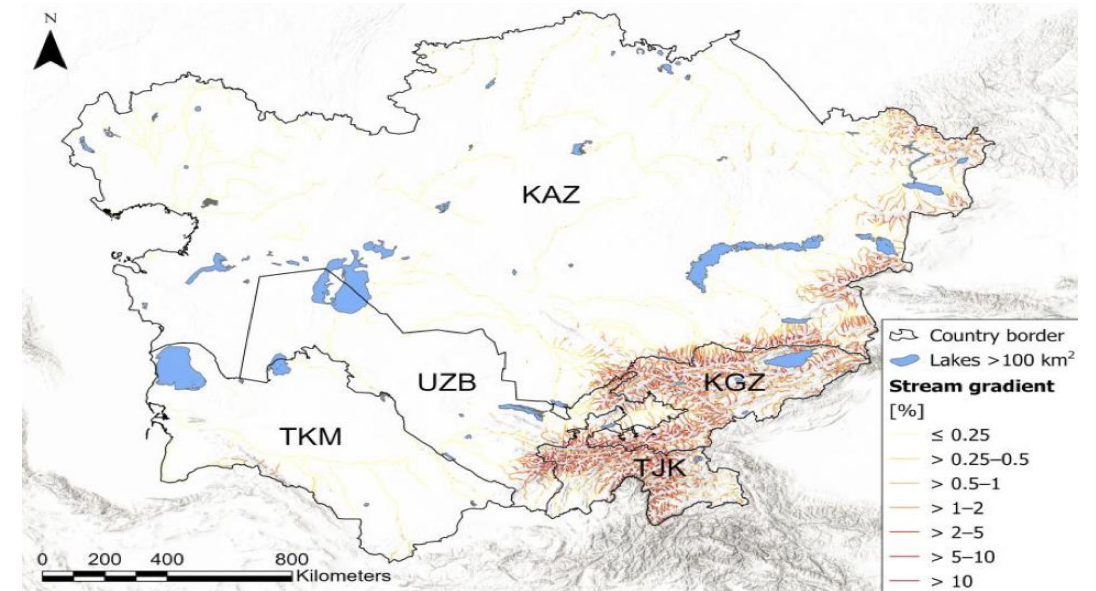 N
KAZ
UZB
KGZ
TKM
TJK
0 200 400 800
Kilometers
Country border
Lakes >100 km²
Stream gradient
[%]
≤ 0.25
> 0.25–0.5
> 0.5–1
> 1–2
> 2–5
> 5–10
> 10